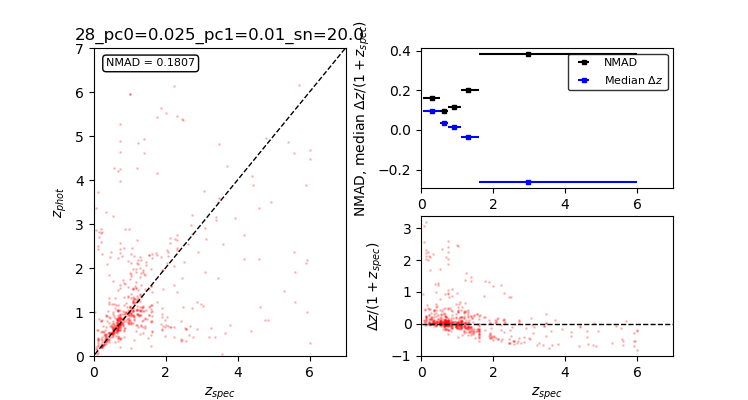 28_pc0=0.025_pc1=0.01_sn=20.0
NMAD = 0.1807
7
6
5
4
3
2
1
0
z_phot
0 2 4 6
z_spec
NMAD, median Δz/(1 + z_spec)
0.4
0.2
0.0
−0.2
NMAD
Median Δz
0 2 4 6
Δz/(1 + z_spec)
3
2
1
0
−1
0 2 4 6
z_spec